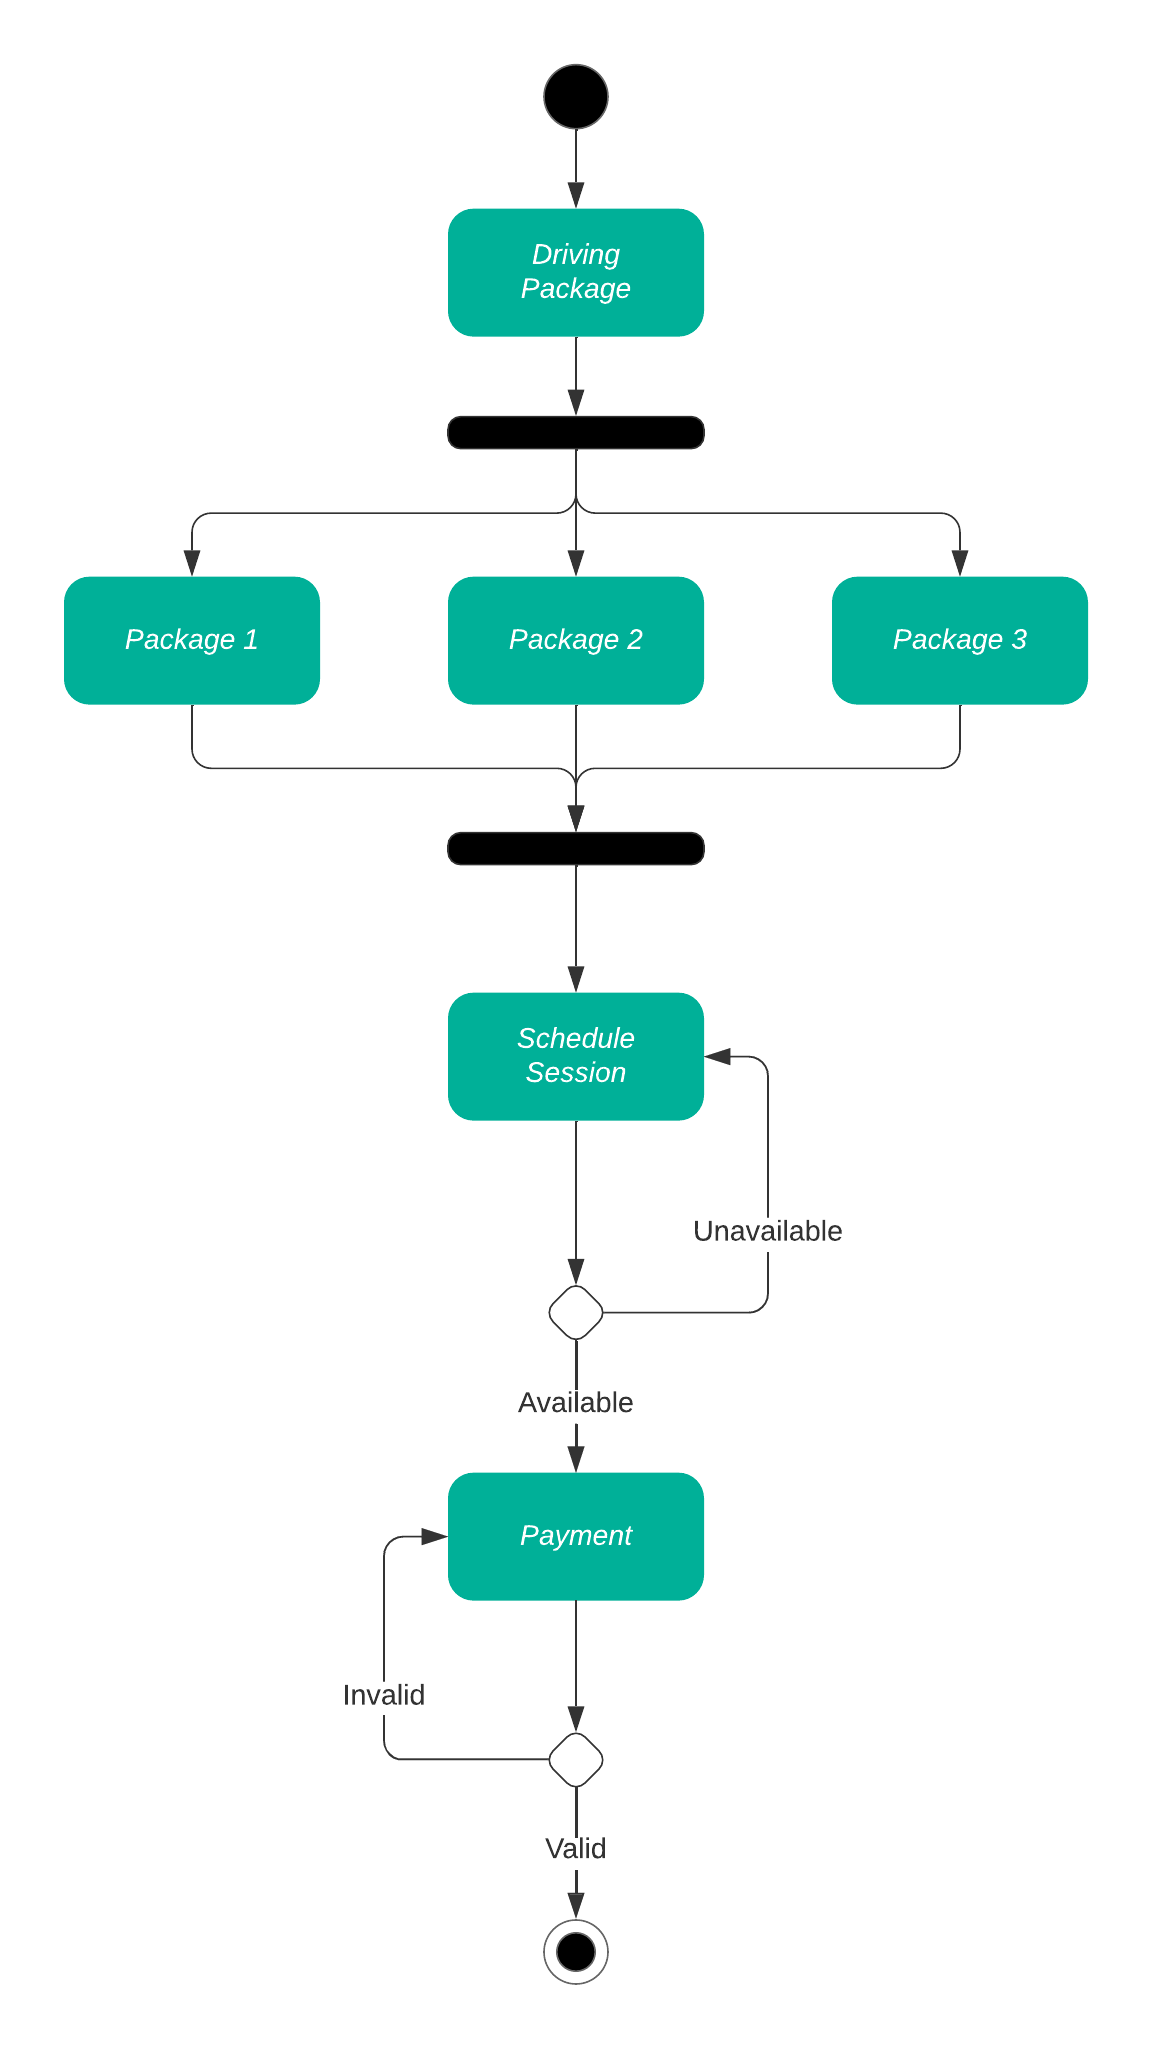 Driving
Package
Package 1
Package 2
Package 3
Schedule
Session
Unavailable
Available
Payment
Invalid
Valid